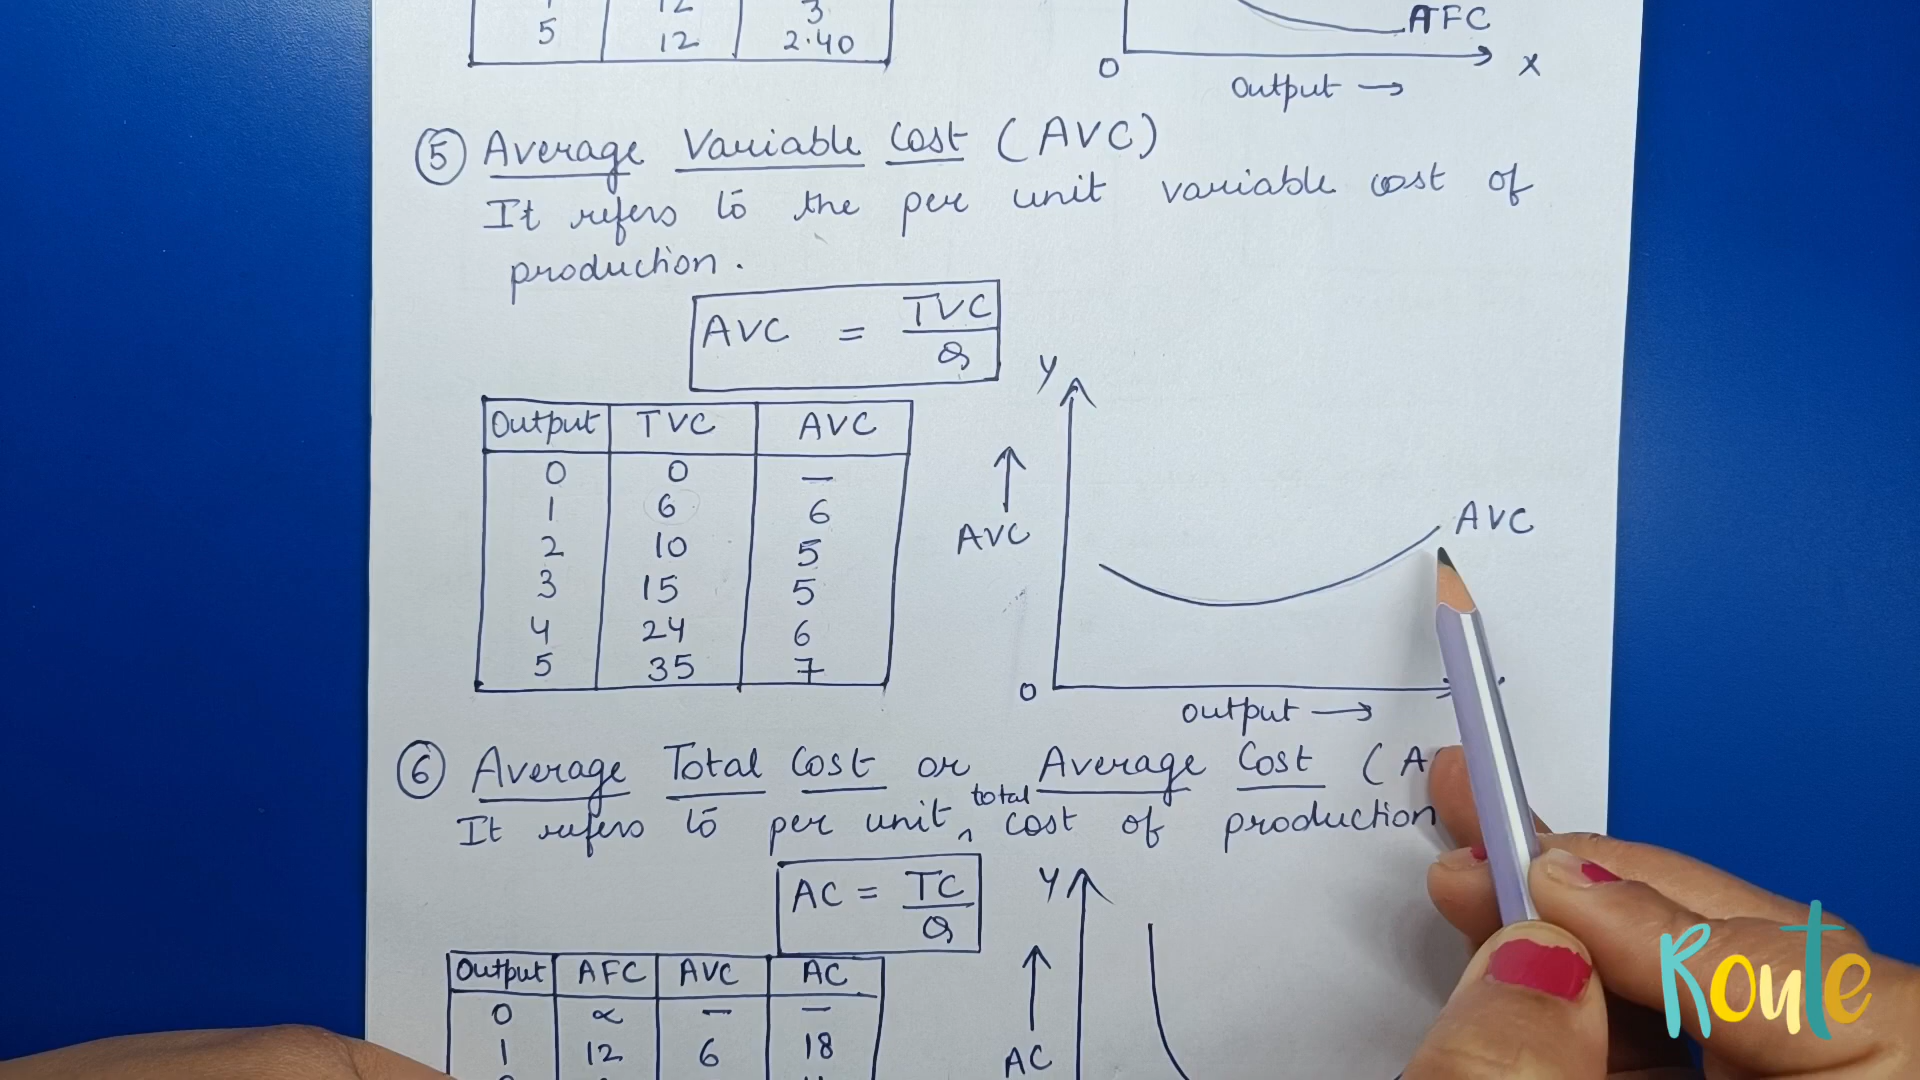 12 3
5 12 2.40
AFC
0 X
Output →
5 Average Variable Cost (AVC)
It refers to the per unit variable cost of
production.
AVC = TVC / Q
Output TVC AVC
0 0 —
1 6 6
2 10 5
3 15 5
4 24 6
5 35 7
Y
↑
AVC
AVC
0
output →
6 Average Total Cost or Average Cost (A
It refers to per unit ^ total cost of production
AC = TC / Q
Output AFC AVC AC
0 ∝ — —
1 12 6 18
Y
↑
AC
Route